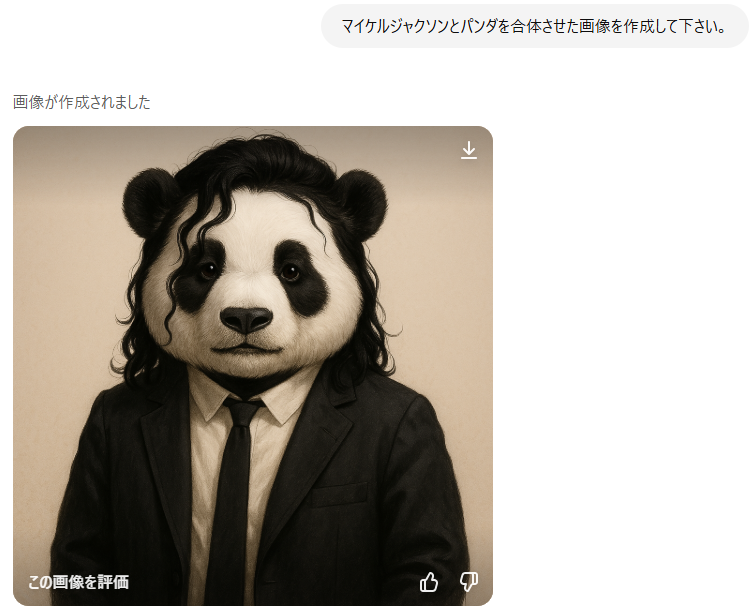 マイケルジャクソンとパンダを合体させた画像を作成して下さい。
画像が作成されました
この画像を評価